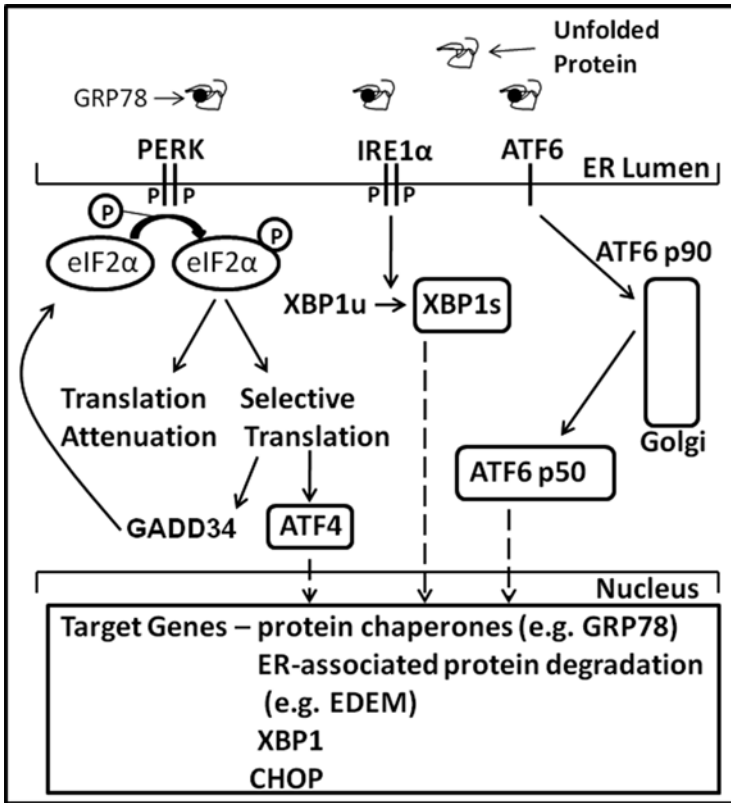 Unfolded
Protein
GRP78
PERK
IRE1α
ATF6
ER Lumen
P P
P P
P
P
eIF2α
eIF2α
ATF6 p90
XBP1u
XBP1s
Translation
Attenuation
Selective
Translation
Golgi
ATF6 p50
GADD34
ATF4
Nucleus
Target Genes – protein chaperones (e.g. GRP78)
ER-associated protein degradation
(e.g. EDEM)
XBP1
CHOP